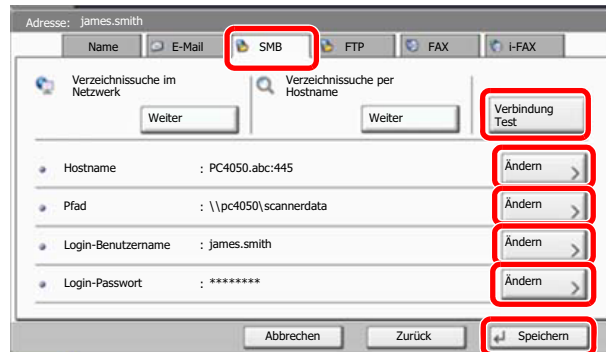 Adresse: james.smith
Name E-Mail SMB FTP FAX i-FAX
Verzeichnissuche im
Netzwerk
Weiter
Verzeichnissuche per
Hostname
Weiter
Verbindung
Test
Hostname : PC4050.abc:445 Ändern
Pfad : \\pc4050\scannerdata Ändern
Login-Benutzername : james.smith Ändern
Login-Passwort : ******** Ändern
Abbrechen Zurück Speichern